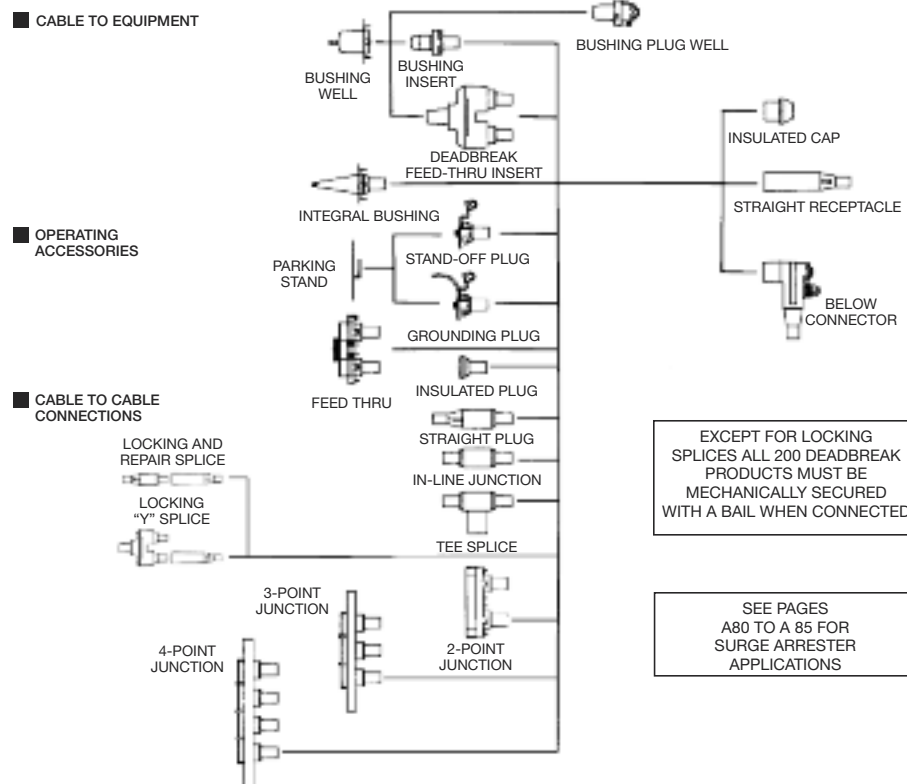 CABLE TO EQUIPMENT
BUSHING PLUG WELL
BUSHING
WELL
BUSHING
INSERT
DEADBREAK
FEED-THRU INSERT
INSULATED CAP
INTEGRAL BUSHING
STRAIGHT RECEPTACLE
OPERATING
ACCESSORIES
PARKING
STAND
STAND-OFF PLUG
BELOW
CONNECTOR
GROUNDING PLUG
FEED THRU
INSULATED PLUG
CABLE TO CABLE
CONNECTIONS
STRAIGHT PLUG
LOCKING AND
REPAIR SPLICE
IN-LINE JUNCTION
LOCKING
“Y” SPLICE
TEE SPLICE
EXCEPT FOR LOCKING
SPLICES ALL 200 DEADBREAK
PRODUCTS MUST BE
MECHANICALLY SECURED
WITH A BAIL WHEN CONNECTED
3-POINT
JUNCTION
2-POINT
JUNCTION
4-POINT
JUNCTION
SEE PAGES
A80 TO A 85 FOR
SURGE ARRESTER
APPLICATIONS